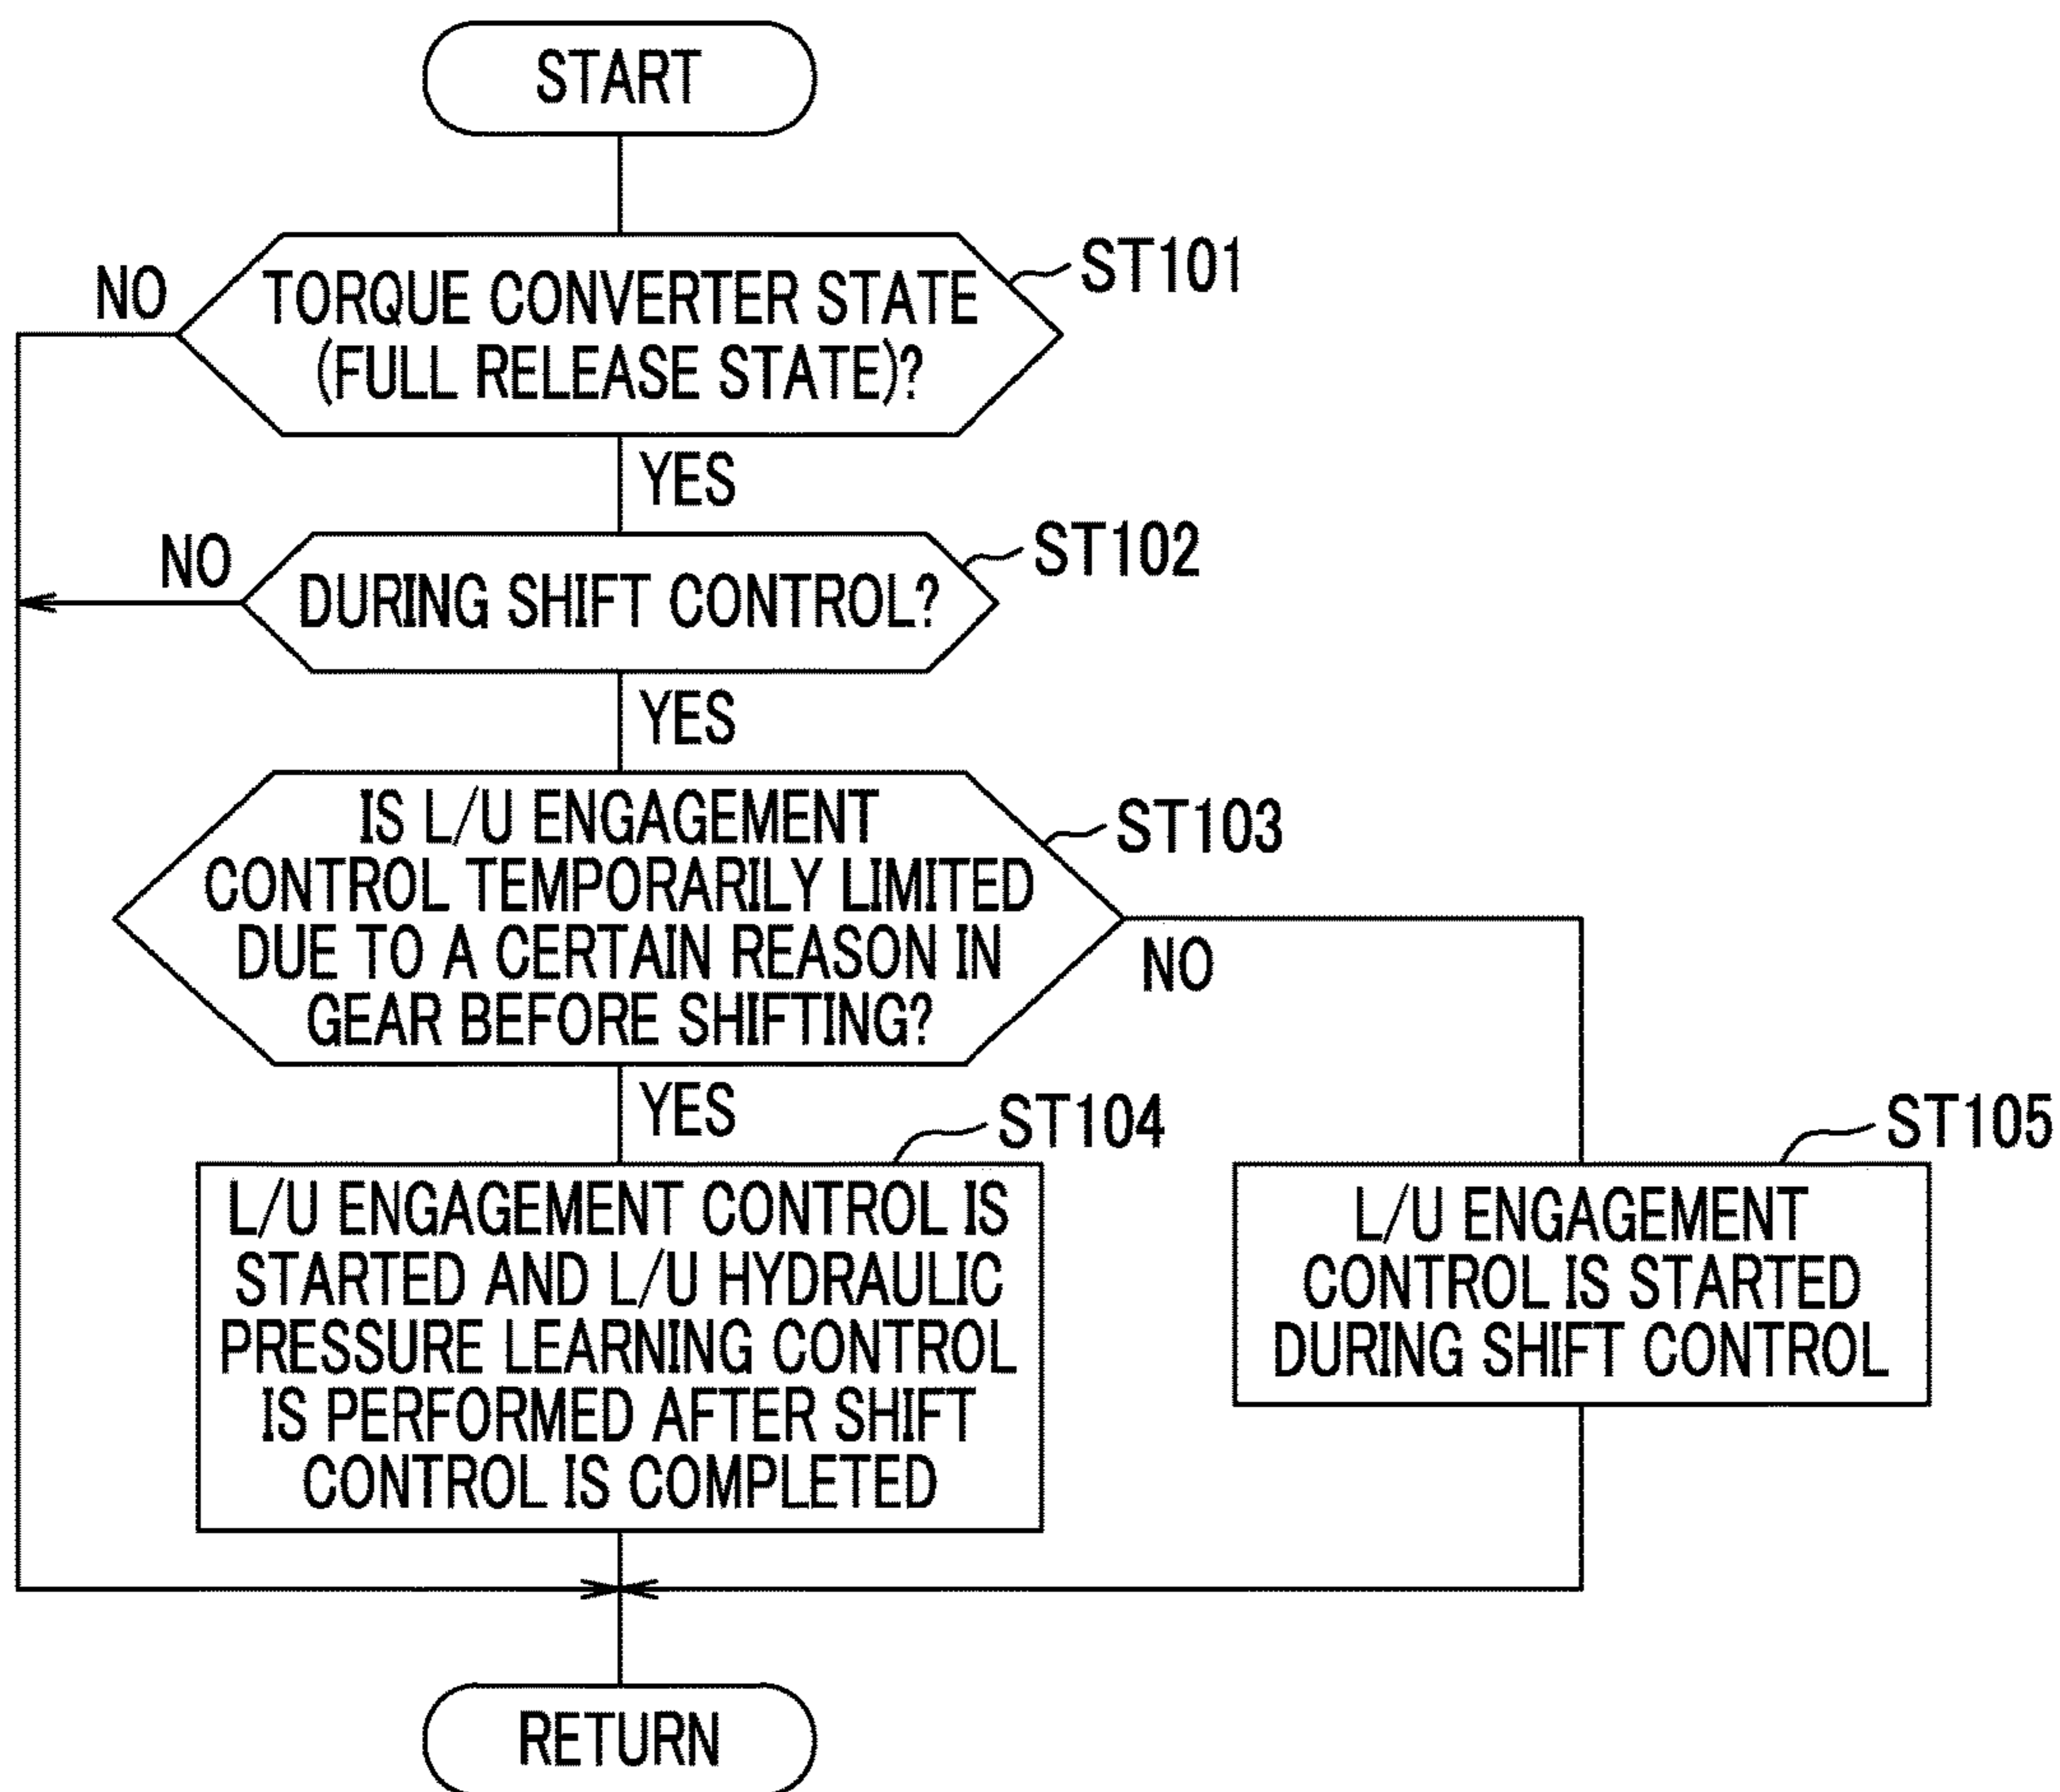 START
NO
TORQUE CONVERTER STATE
(FULL RELEASE STATE)?
ST101
YES
NO
DURING SHIFT CONTROL?
ST102
YES
IS L/U ENGAGEMENT
CONTROL TEMPORARILY LIMITED
DUE TO A CERTAIN REASON IN
GEAR BEFORE SHIFTING?
ST103
NO
YES
ST104
L/U ENGAGEMENT CONTROL IS
STARTED AND L/U HYDRAULIC
PRESSURE LEARNING CONTROL
IS PERFORMED AFTER SHIFT
CONTROL IS COMPLETED
ST105
L/U ENGAGEMENT
CONTROL IS STARTED
DURING SHIFT CONTROL
RETURN